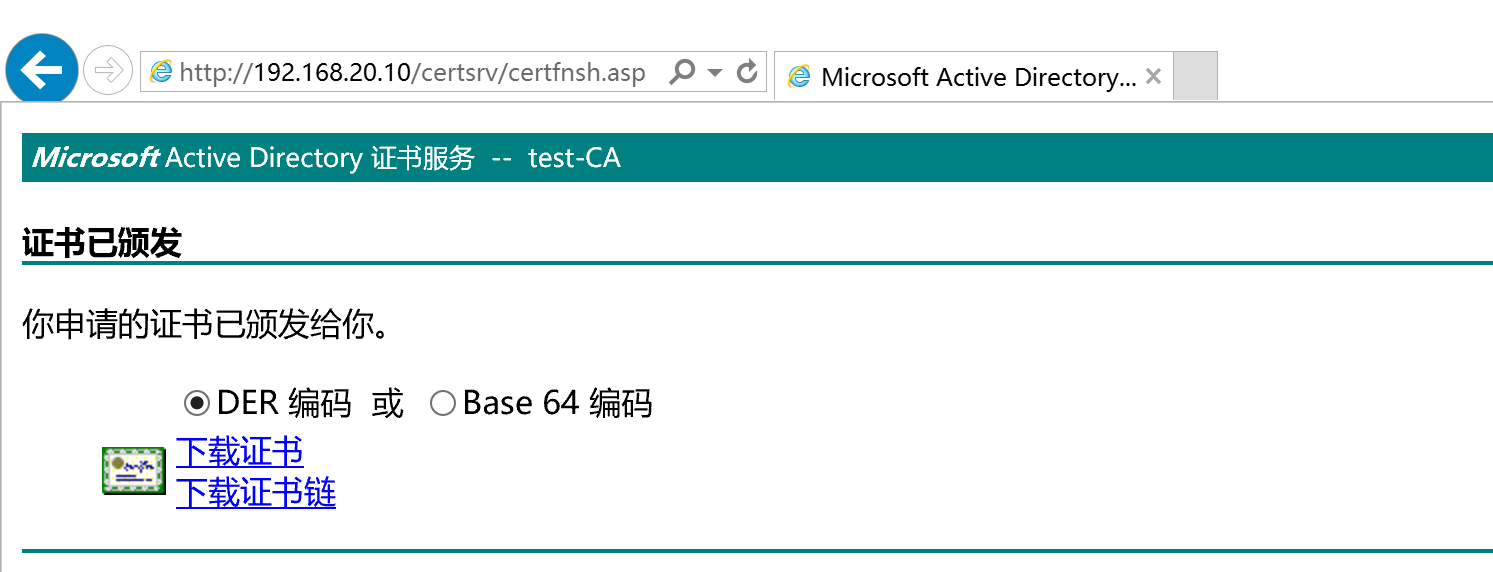 http://192.168.20.10/certsrv/certfnsh.asp
Microsoft Active Directory...
Microsoft Active Directory 证书服务 -- test-CA
证书已颁发
你申请的证书已颁发给你。
DER 编码 或 Base 64 编码
下载证书
下载证书链